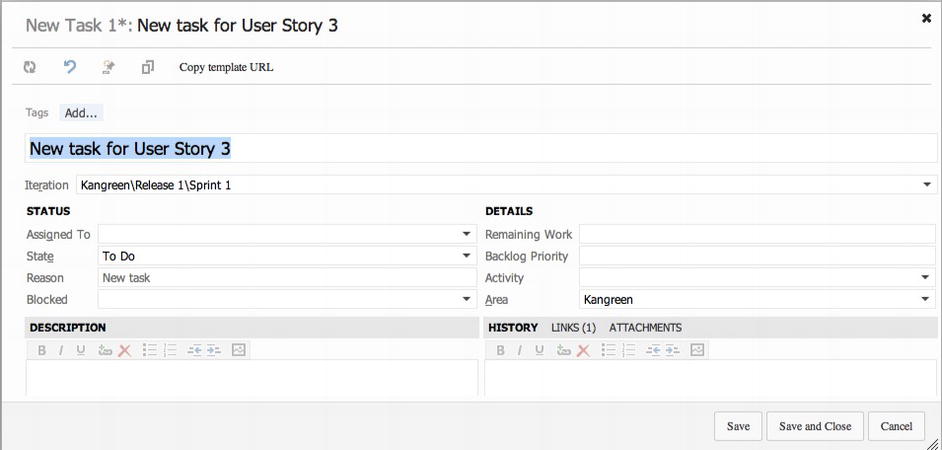 New Task 1*: New task for User Story 3
Copy template URL
Tags Add...
New task for User Story 3
Iteration Kangreen\Release 1\Sprint 1
STATUS
Assigned To
State To Do
Reason New task
Blocked
DETAILS
Remaining Work
Backlog Priority
Activity
Area Kangreen
DESCRIPTION
B I U
HISTORY LINKS (1) ATTACHMENTS
B I U
Save Save and Close Cancel